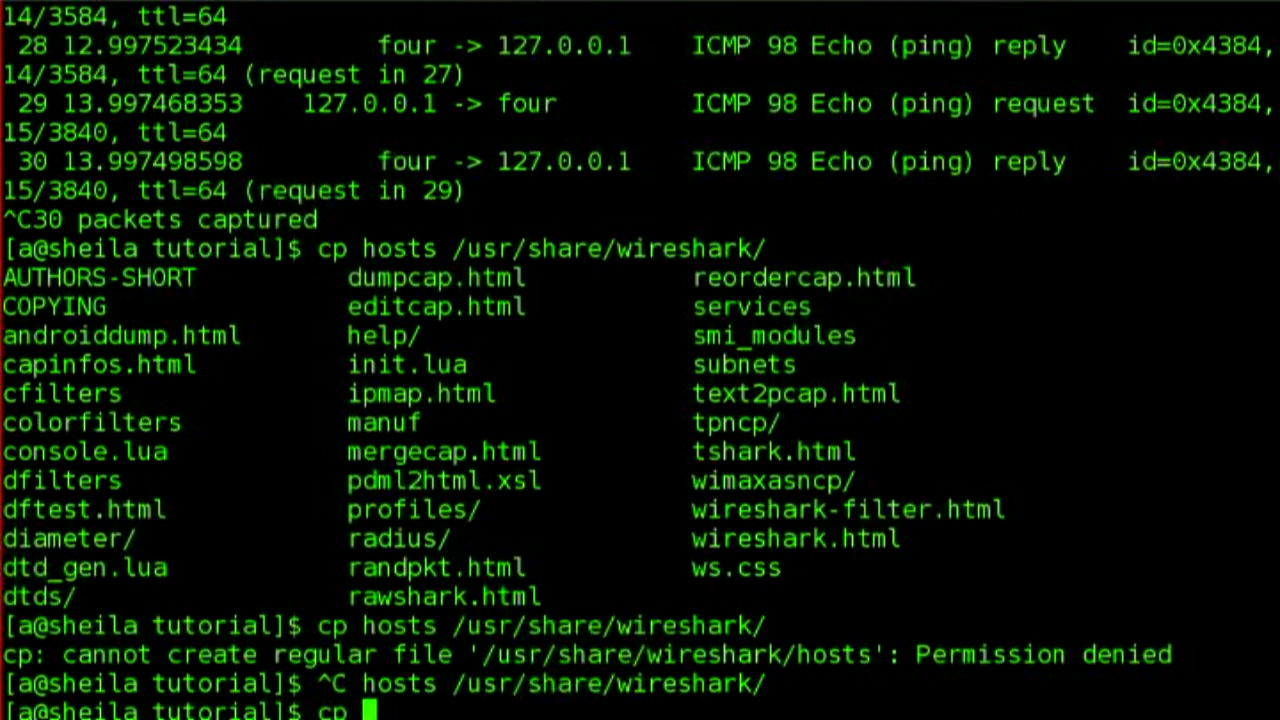 14/3584, ttl=64
28 12.997523434 four -> 127.0.0.1 ICMP 98 Echo (ping) reply id=0x4384,
14/3584, ttl=64 (request in 27)
29 13.997468353 127.0.0.1 -> four ICMP 98 Echo (ping) request id=0x4384,
15/3840, ttl=64
30 13.997498598 four -> 127.0.0.1 ICMP 98 Echo (ping) reply id=0x4384,
15/3840, ttl=64 (request in 29)
^C30 packets captured
[a@sheila tutorial]$ cp hosts /usr/share/wireshark/
AUTHORS-SHORT dumpcap.html reordercap.html
COPYING editcap.html services
androiddump.html help/ smi_modules
capinfos.html init.lua subnets
cfilters ipmap.html text2pcap.html
colorfilters manuf tpncp/
console.lua mergecap.html tshark.html
dfilters pdml2html.xsl wimaxasncp/
dftest.html profiles/ wireshark-filter.html
diameter/ radius/ wireshark.html
dtd_gen.lua randpkt.html ws.css
dtds/ rawshark.html
[a@sheila tutorial]$ cp hosts /usr/share/wireshark/
cp: cannot create regular file '/usr/share/wireshark/hosts': Permission denied
[a@sheila tutorial]$ ^C hosts /usr/share/wireshark/
[a@sheila tutorial]$ cp